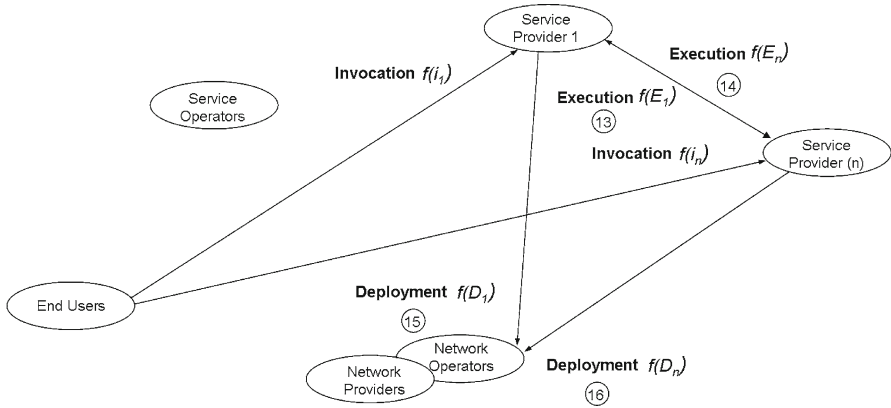 Service
Provider 1
Execution f(Eₙ)
14
Invocation f(i₁)
Service
Operators
Execution f(E₁)
13
Invocation f(iₙ)
Service
Provider (n)
End Users
Deployment f(D₁)
15
Network
Operators
Network
Providers
Deployment f(Dₙ)
16